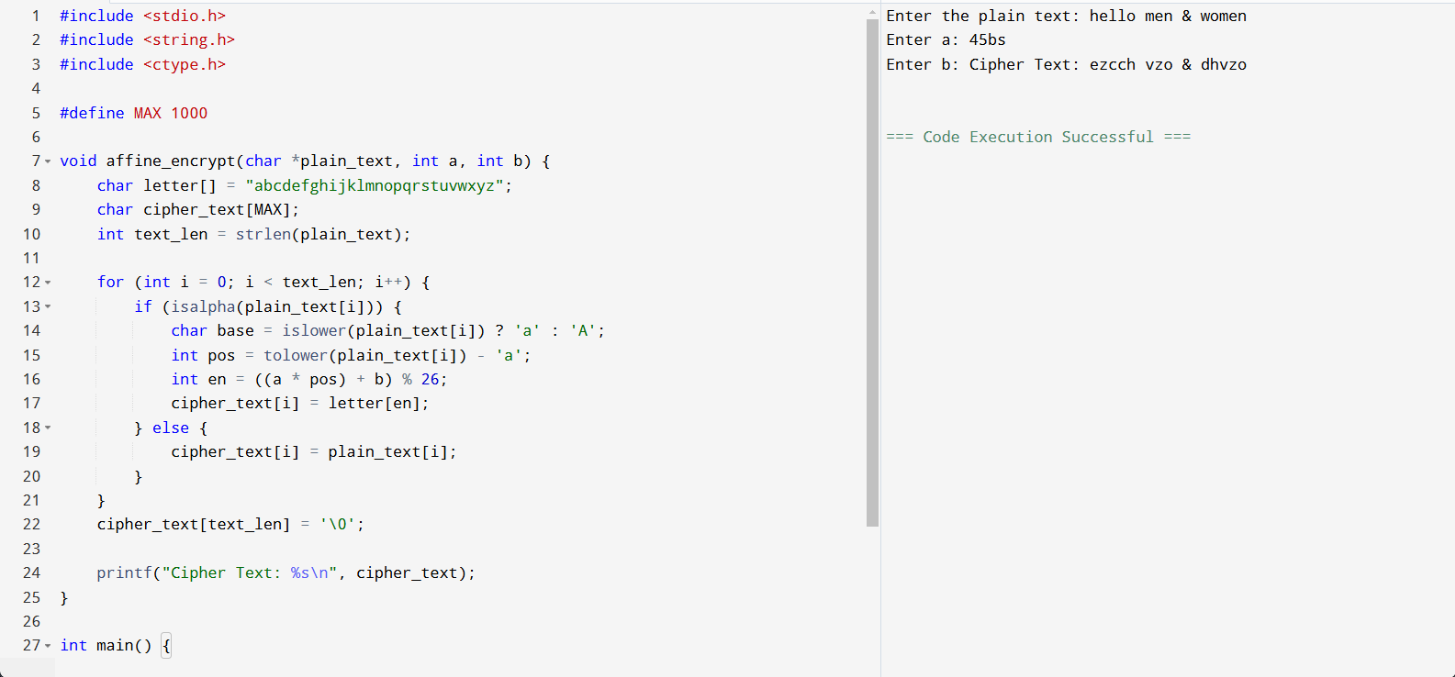 1 #include <stdio.h>
2 #include <string.h>
3 #include <ctype.h>
4
5 #define MAX 1000
6
7 void affine_encrypt(char *plain_text, int a, int b) {
8     char letter[] = "abcdefghijklmnopqrstuvwxyz";
9     char cipher_text[MAX];
10     int text_len = strlen(plain_text);
11
12     for (int i = 0; i < text_len; i++) {
13         if (isalpha(plain_text[i])) {
14             char base = islower(plain_text[i]) ? 'a' : 'A';
15             int pos = tolower(plain_text[i]) - 'a';
16             int en = ((a * pos) + b) % 26;
17             cipher_text[i] = letter[en];
18         } else {
19             cipher_text[i] = plain_text[i];
20         }
21     }
22     cipher_text[text_len] = '\0';
23
24     printf("Cipher Text: %s\n", cipher_text);
25 }
26
27 int main() {
Enter the plain text: hello men & women
Enter a: 45bs
Enter b: Cipher Text: ezcch vzo & dhvzo
=== Code Execution Successful ===